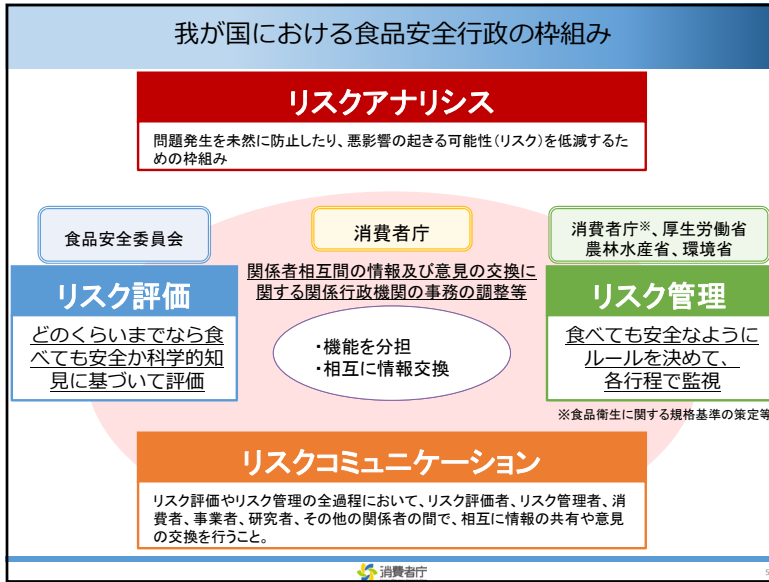 我が国における食品安全行政の枠組み
リスクアナリシス
問題発生を未然に防止したり、悪影響の起きる可能性(リスク)を低減するた
めの枠組み
食品安全委員会
リスク評価
どのくらいまでなら食
べても安全か科学的知
見に基づいて評価
消費者庁
関係者相互間の情報及び意見の交換に
関する関係行政機関の事務の調整等
・機能を分担
・相互に情報交換
消費者庁※、厚生労働省
農林水産省、環境省
リスク管理
食べても安全なように
ルールを決めて、
各行程で監視
※食品衛生に関する規格基準の策定等
リスクコミュニケーション
リスク評価やリスク管理の全過程において、リスク評価者、リスク管理者、消
費者、事業者、研究者、その他の関係者の間で、相互に情報の共有や意見
の交換を行うこと。
消費者庁
5